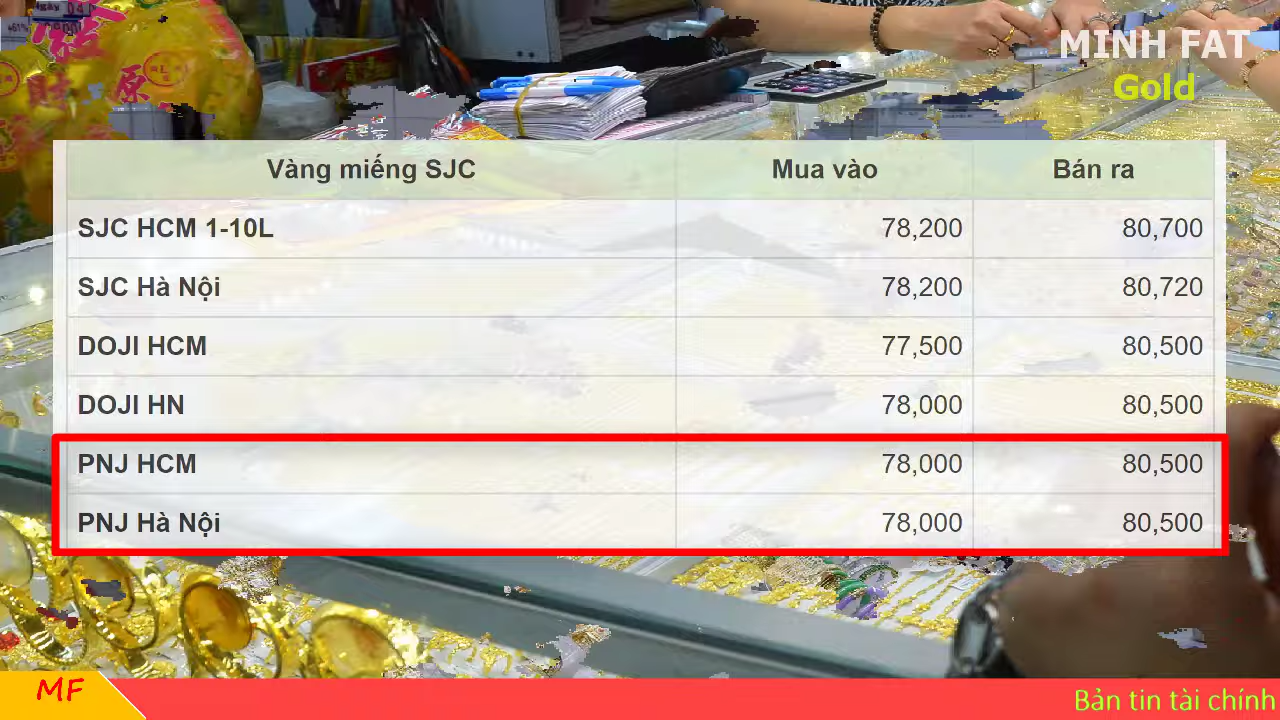 MINH FAT
Gold
Vàng miếng SJC Mua vào Bán ra
SJC HCM 1-10L 78,200 80,700
SJC Hà Nội 78,200 80,720
DOJI HCM 77,500 80,500
DOJI HN 78,000 80,500
PNJ HCM 78,000 80,500
PNJ Hà Nội 78,000 80,500
MF
Bản tin tài chính